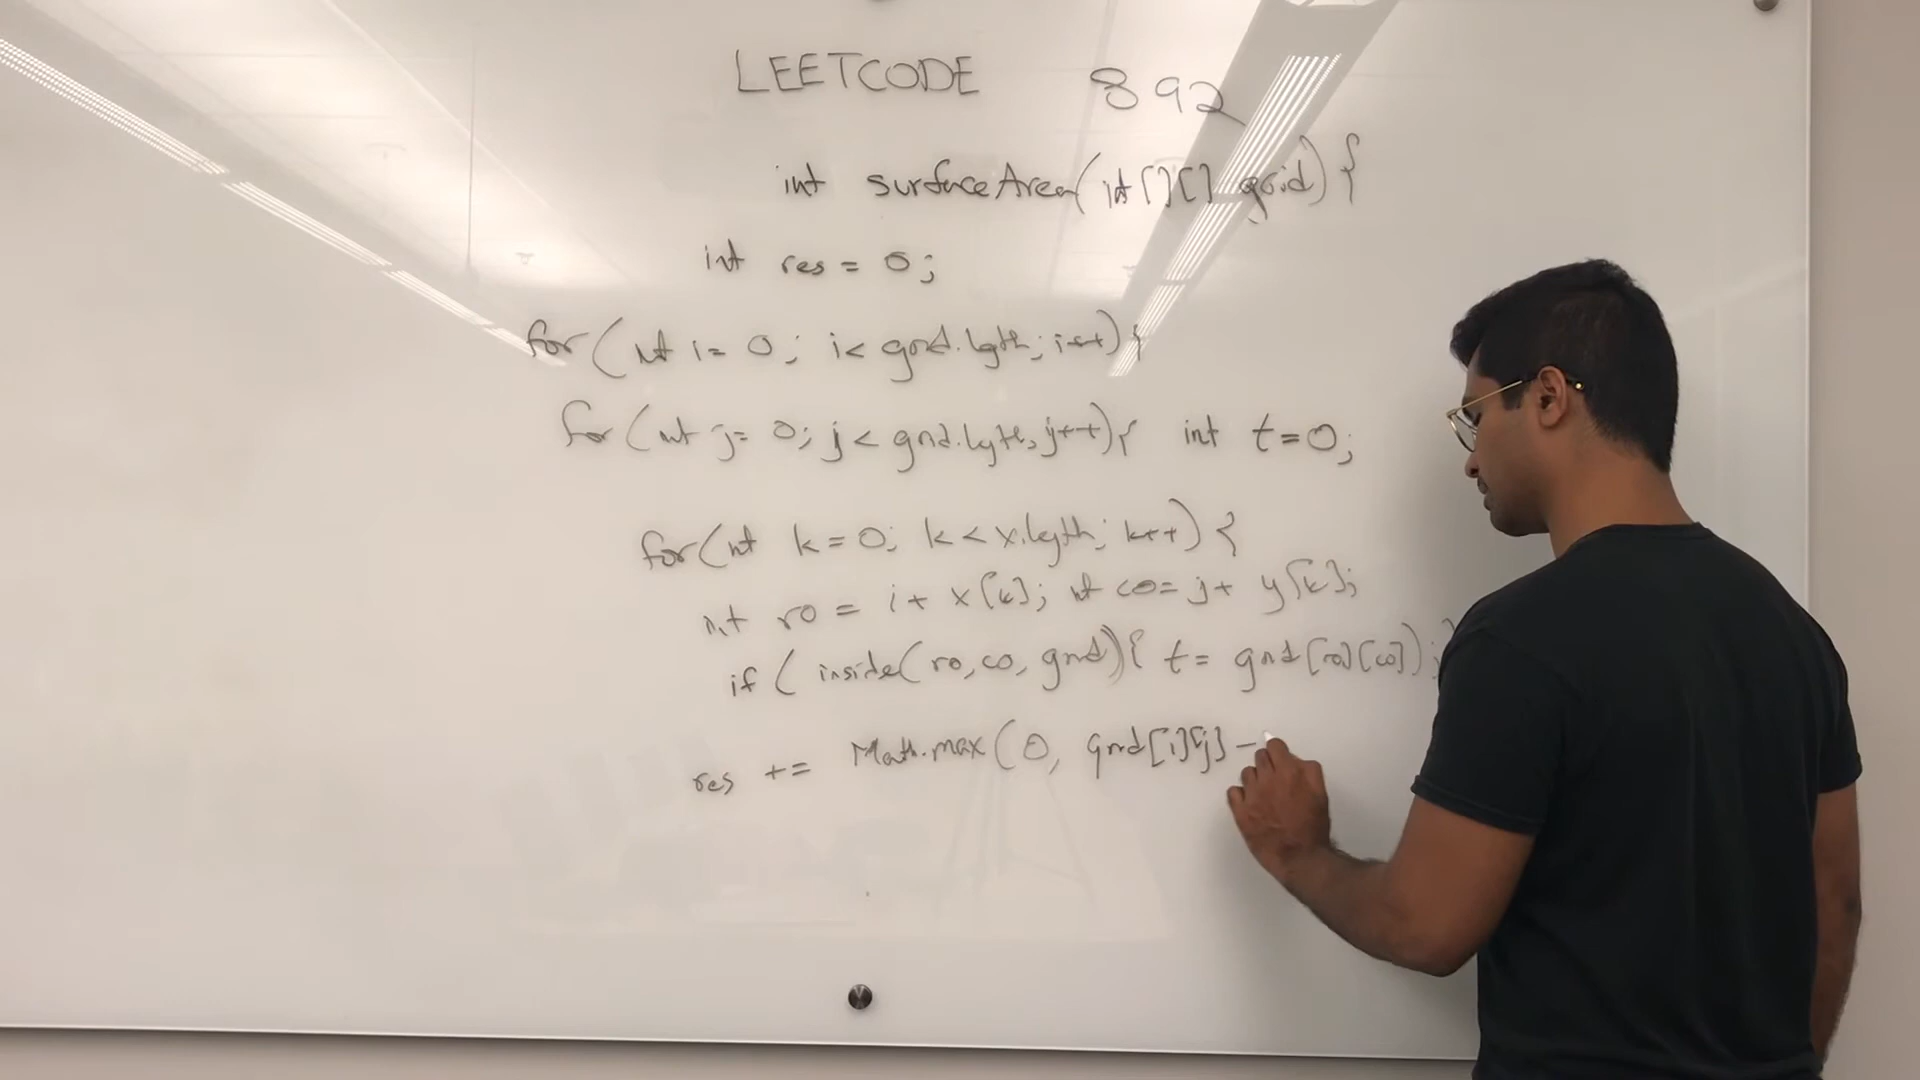 LEETCODE 892
int surfaceArea(int[][] grid) {
int res = 0;
for (int i = 0; i < grid.length; i++) {
for (int j = 0; j < grid.length; j++) { int t = 0;
for (int k = 0; k < x.length; k++) {
int ro = i + x[k]; int co = j + y[k];
if ( inside(ro, co, grid) { t = grid[ro][co]) ;
res += Math.max(0, grid[i][j] -